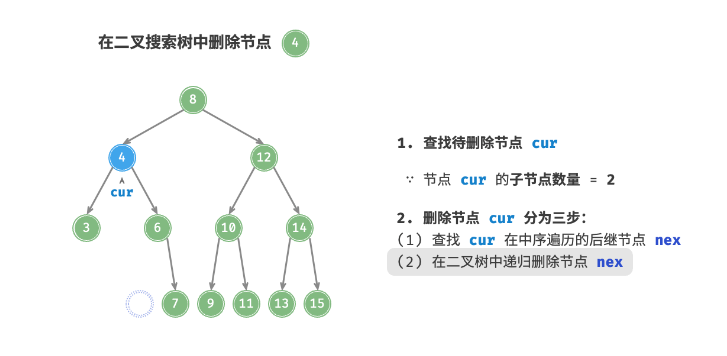 在二叉搜索树中删除节点 4
8
4
12
cur
3
6
10
14
7
9
11
13
15
1. 查找待删除节点 cur
∵ 节点 cur 的子节点数量 = 2
2. 删除节点 cur 分为三步:
(1) 查找 cur 在中序遍历的后继节点 nex
(2) 在二叉树中递归删除节点 nex